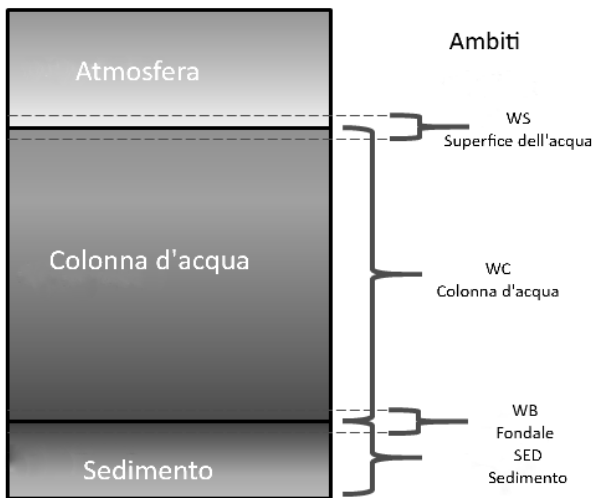 Ambiti
Atmosfera
WS
Superfice dell'acqua
Colonna d'acqua
WC
Colonna d'acqua
WB
Fondale
SED
Sedimento
Sedimento